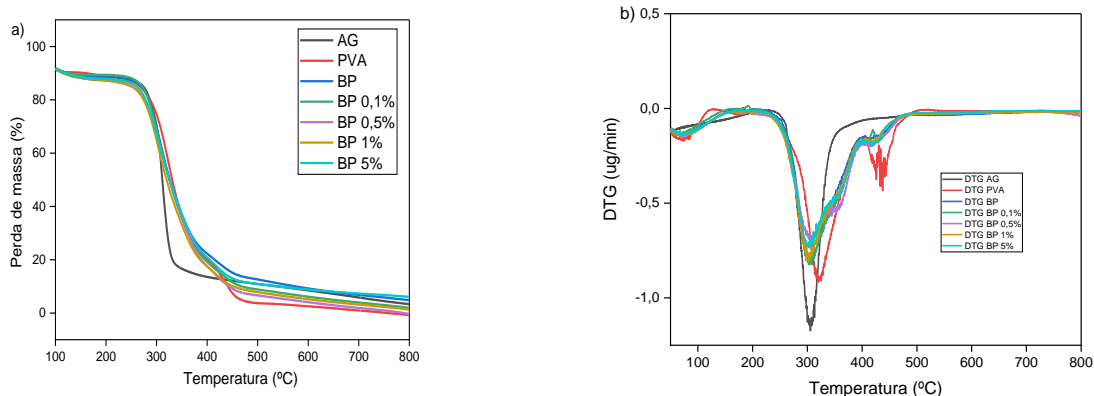 a)
100
80
60
40
20
0
Perda de massa (%)
100 200 300 400 500 600 700 800
Temperatura (ºC)
AG
PVA
BP
BP 0,1%
BP 0,5%
BP 1%
BP 5%
b)
0,5
0,0
-0,5
-1,0
DTG (ug/min)
100 200 300 400 500 600 700 800
Temperatura (ºC)
DTG AG
DTG PVA
DTG BP
DTG BP 0,1%
DTG BP 0,5%
DTG BP 1%
DTG BP 5%